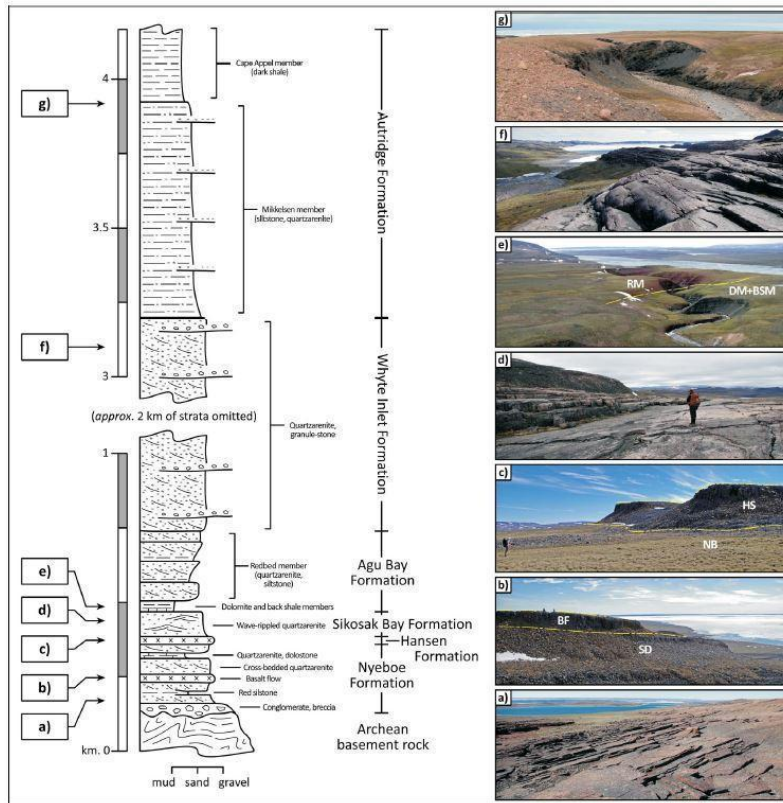 4
3.5
3
1
km. 0
g)
f)
e)
d)
c)
b)
a)
Cape Appel member
(dark shale)
Mikkelsen member
(siltstone, quartzarenite)
(approx. 2 km of strata omitted)
Quartzarenite,
granule-stone
Redbed member
(quartzarenite,
siltstone)
Dolomite and back shale members
Wave-rippled quartzarenite
Quartzarenite, dolostone
Cross-bedded quartzarenite
Basalt flow
Red silstone
Conglomerate, breccia
mud sand gravel
Autridge Formation
Whyte Inlet Formation
Agu Bay
Formation
Sikosak Bay Formation
Hansen
Formation
Nyeboe
Formation
Archean
basement rock
g)
f)
e)
RM
DM+BSM
d)
c)
HS
NB
b)
BF
SD
a)